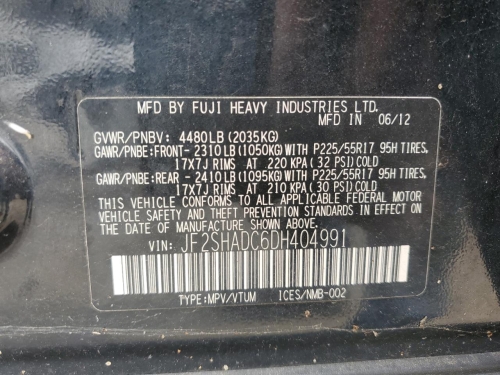 MFD BY FUJI HEAVY INDUSTRIES LTD.
MFD IN 06/12
GVWR/PNBV: 4480LB (2035KG)
GAWR/PNBE:FRONT- 2310LB (1050KG) WITH P225/55R17 95H TIRES,
17X7J RIMS AT 220 KPA (32 PSI) COLD
GAWR/PNBE:REAR - 2410LB (1095KG) WITH P225/55R17 95H TIRES,
17X7J RIMS AT 210 KPA (30 PSI) COLD
THIS VEHICLE CONFORMS TO ALL APPLICABLE FEDERAL MOTOR
VEHICLE SAFETY AND THEFT PREVENTION STANDARDS IN EFFECT ON THE
DATE OF MANUFACTURE SHOWN ABOVE.
VIN: JF2SHADC6DH404991
TYPE:MPV/VTUM ICES/NMB-002